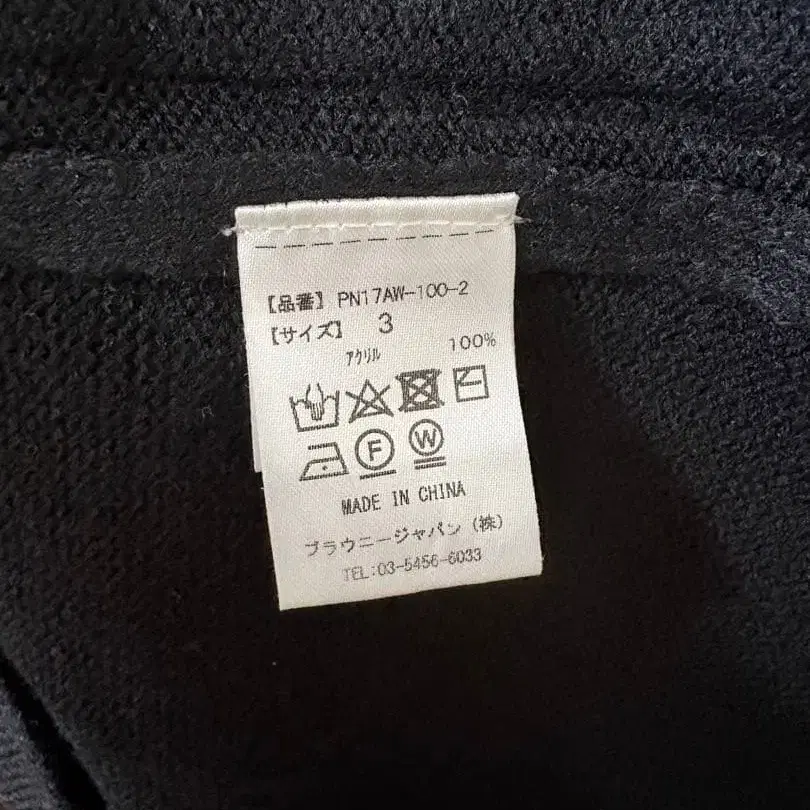 【品番】 PN17AW-100-2
【サイズ】 3
アクリル 100%
F W
MADE IN CHINA
ブラウニージャパン (株)
TEL:03-5456-6033